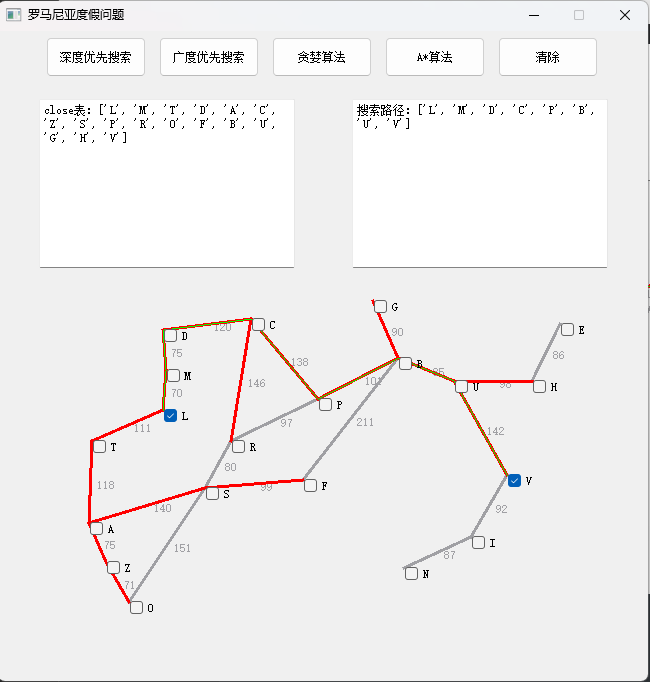 罗马尼亚度假问题
深度优先搜索 广度优先搜索 贪婪算法 A*算法 清除
close表：['L', 'M', 'T', 'D', 'A', 'C',
'Z', 'S', 'P', 'R', 'O', 'F', 'B', 'U',
'G', 'H', 'V']
搜索路径：['L', 'M', 'D', 'C', 'P', 'B',
'U', 'V']
G
120 C E
D 90
75 138 86
B
M 101 85
146 U 98 H
70 P
L
97 211
111 142
T R
80
118 V
99 F
S
140 92
A
75 151 I
87
Z N
71
O